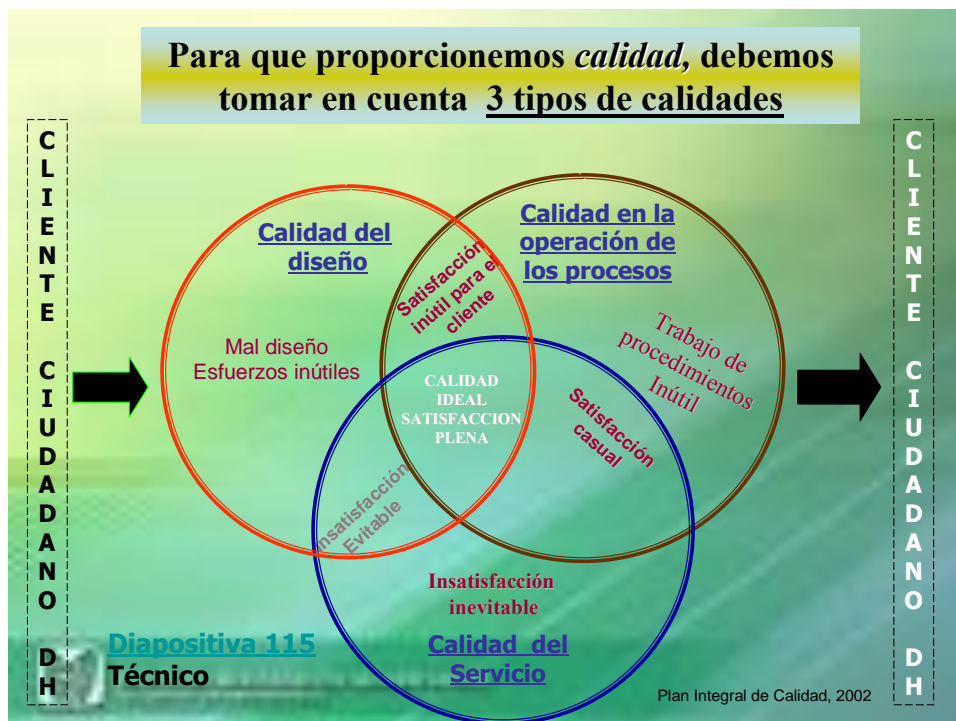 Para que proporcionemos calidad, debemos
tomar en cuenta 3 tipos de calidades
C
L
I
E
N
T
E
C
I
U
D
A
D
A
N
O
D
H
Calidad del
diseño
Calidad en la
operación de
los procesos
Satisfacción
inútil para el
cliente
Mal diseño
Esfuerzos inútiles
Trabajo de
procedimientos
Inútil
CALIDAD
IDEAL
SATISFACCION
PLENA
Satisfacción
casual
Insatisfacción
Evitable
Insatisfacción
inevitable
Calidad del
Servicio
Diapositiva 115
Técnico
Plan Integral de Calidad, 2002
C
L
I
E
N
T
E
C
I
U
D
A
D
A
N
O
D
H